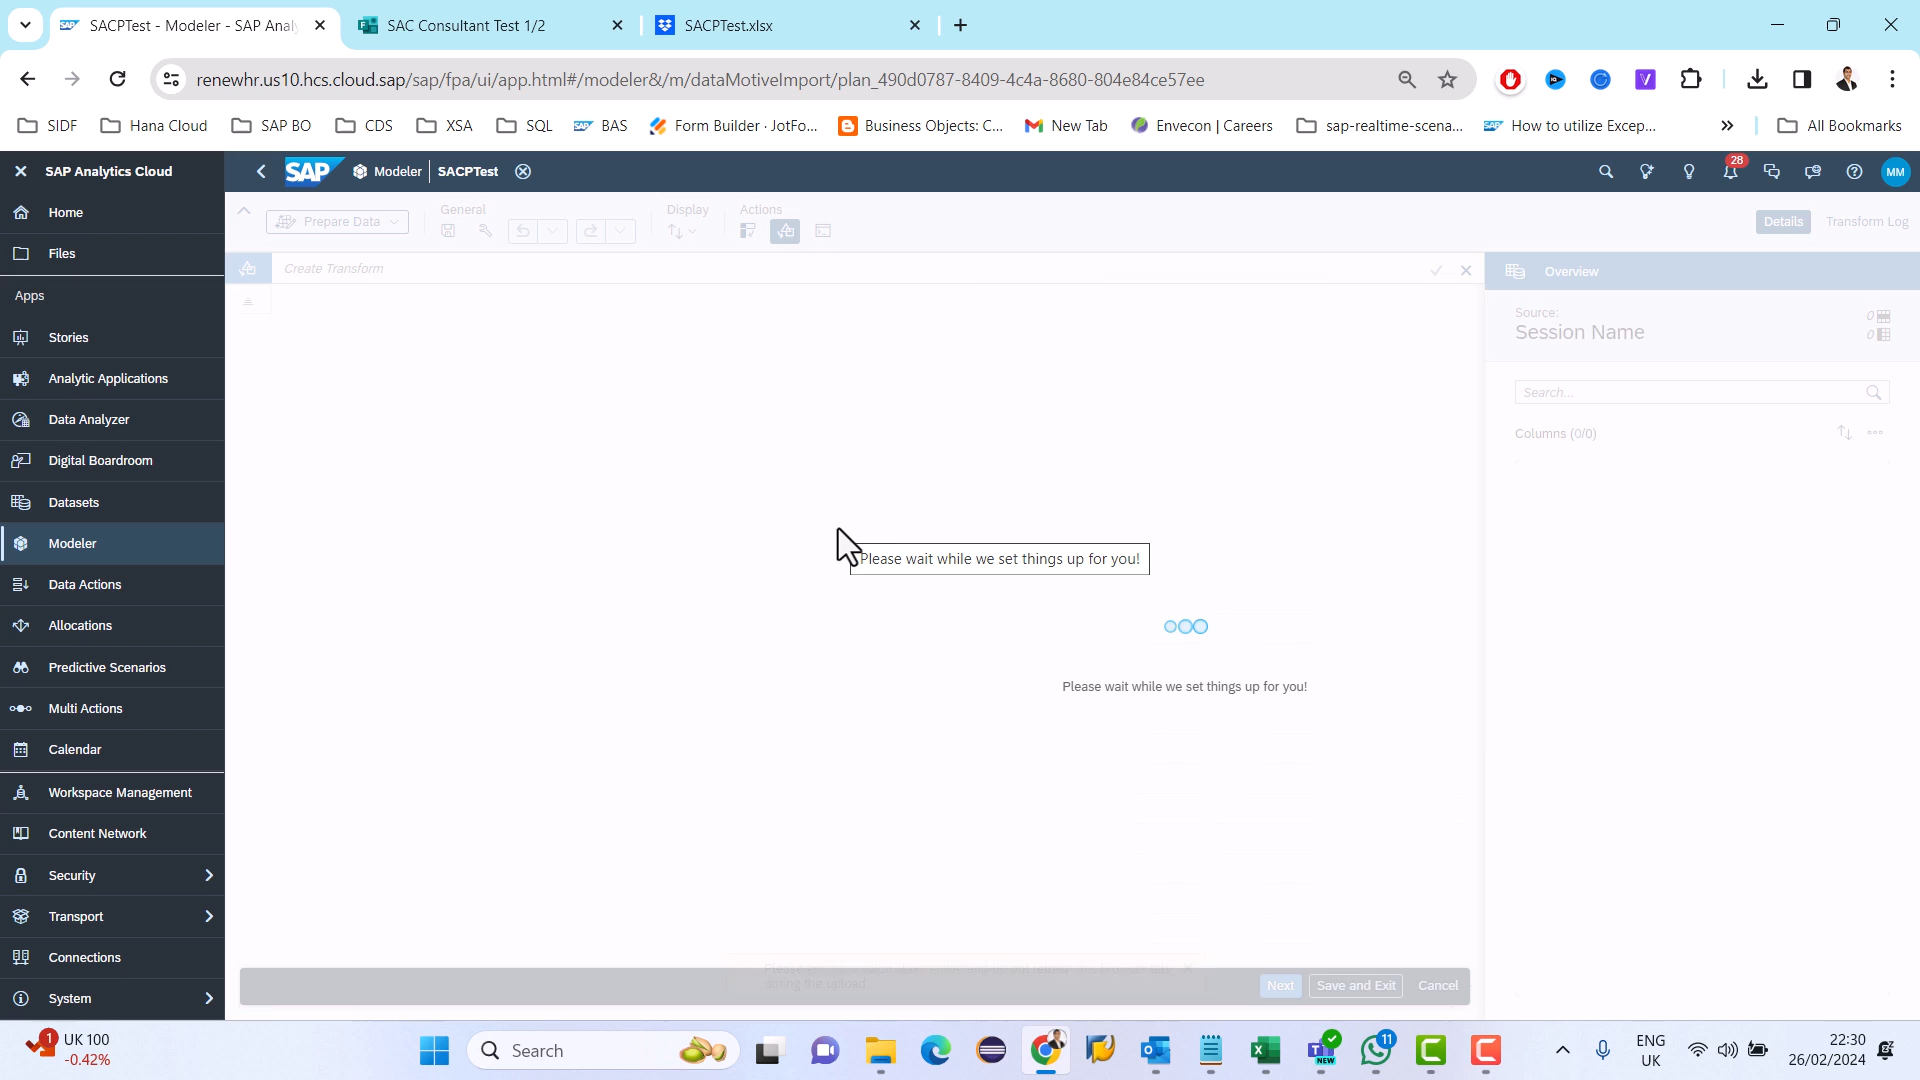 SACPTest - Modeler - SAP Anal
SAC Consultant Test 1/2
SACPTest.xlsx
renewhr.us10.hcs.cloud.sap/sap/fpa/ui/app.html#/modeler&/m/dataMotiveImport/plan_490d0787-8409-4c4a-8680-804e84ce57ee
SIDF
Hana Cloud
SAP BO
CDS
XSA
SQL
BAS
Form Builder · JotFo...
Business Objects: C...
New Tab
Envecon | Careers
sap-realtime-scena...
How to utilize Excep...
All Bookmarks
SAP Analytics Cloud
SAP
Modeler
SACPTest
28
MM
Home
Files
Apps
Stories
Analytic Applications
Data Analyzer
Digital Boardroom
Datasets
Modeler
Data Actions
Allocations
Predictive Scenarios
Multi Actions
Calendar
Workspace Management
Content Network
Security
Transport
Connections
System
Prepare Data
General
Display
Actions
Details
Transform Log
Create Transform
Overview
Source:
Session Name
0
0
Search...
Columns (0/0)
Please wait while we set things up for you!
Please wait while we set things up for you!
Next
Save and Exit
Cancel
1
UK 100
-0.42%
Search
NEW
11
ENG
UK
22:30
26/02/2024